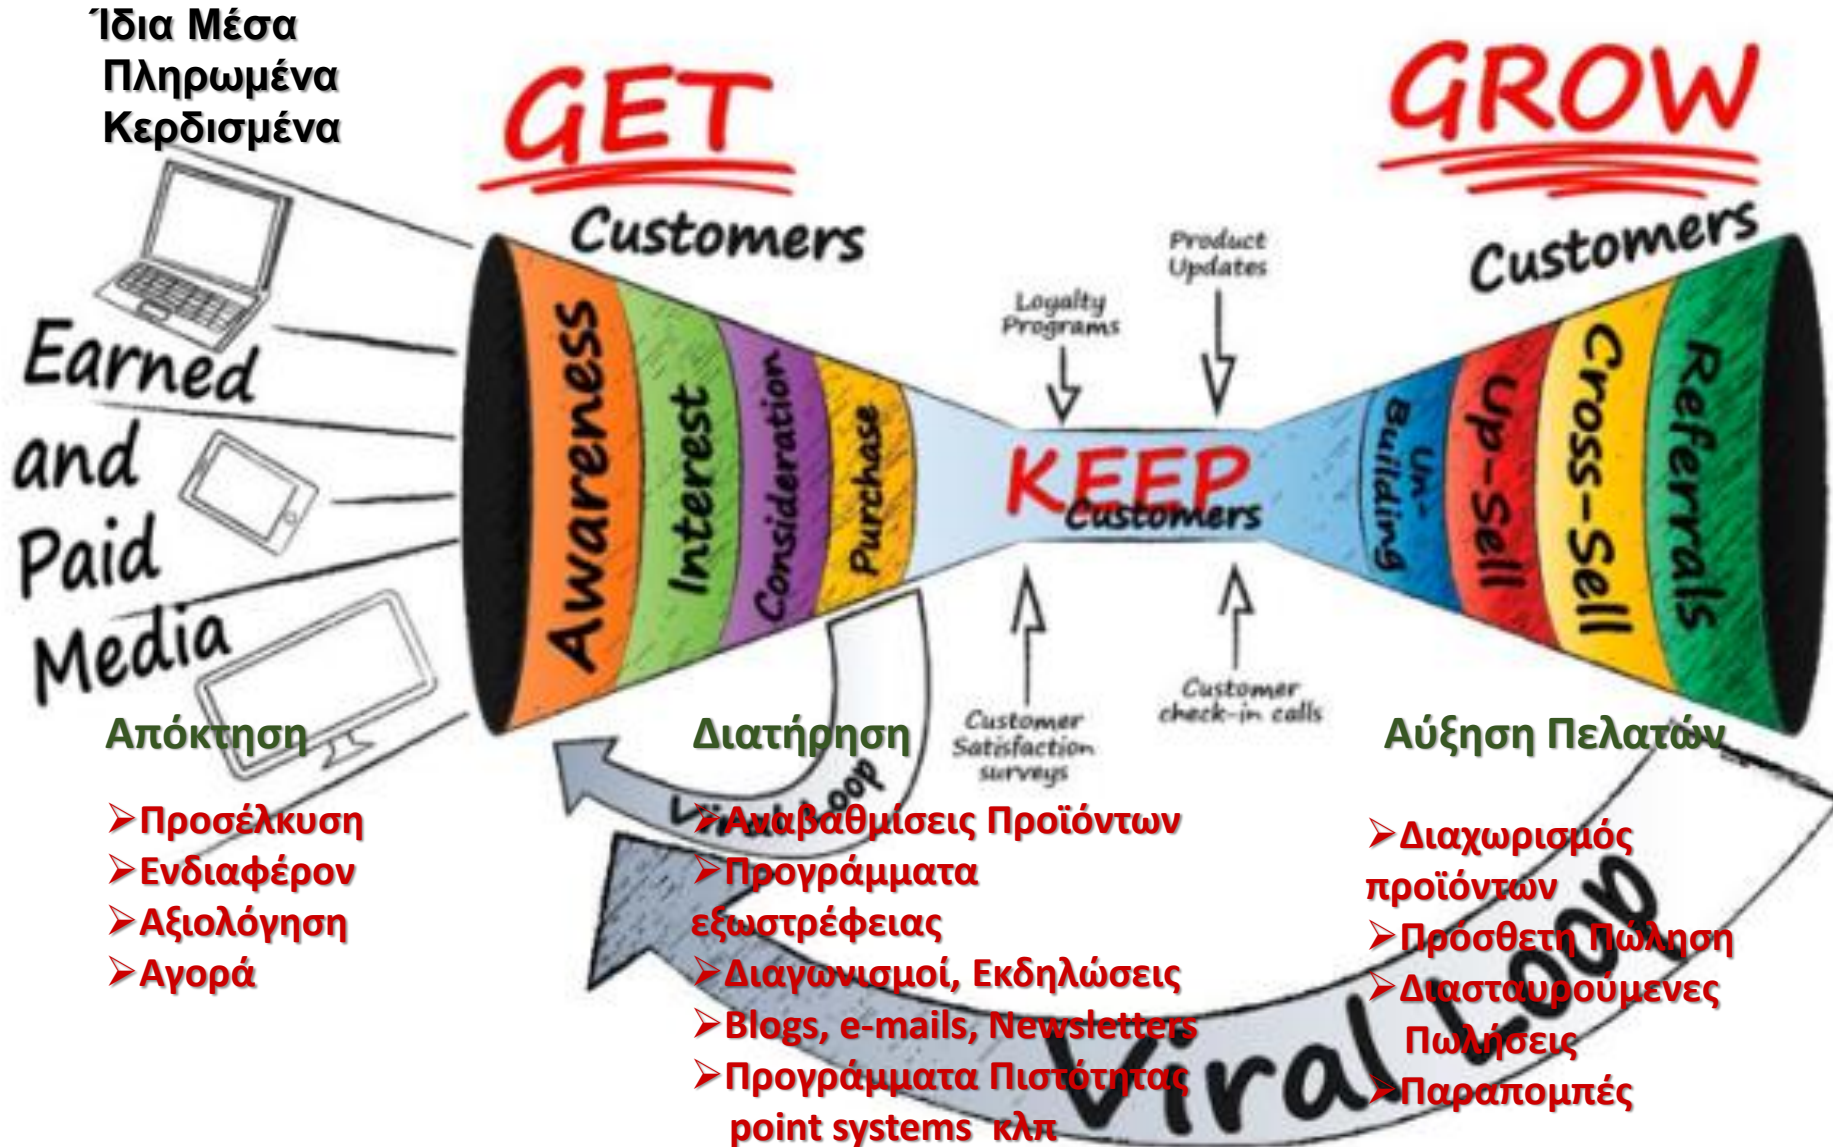 Ίδια Μέσα
Πληρωμένα
Κερδισμένα
GET
Customers
GROW
Customers
Earned
and
Paid
Media
Awareness
Interest
Consideration
Purchase
Loyalty
Programs
Product
Updates
KEEP
Customers
Un-
Building
Up-Sell
Cross-Sell
Referrals
Customer
Satisfaction
surveys
Customer
check-in calls
Viral Loop
Viral Loop
Απόκτηση
➢Προσέλκυση
➢Ενδιαφέρον
➢Αξιολόγηση
➢Αγορά
Διατήρηση
➢Αναβαθμίσεις Προϊόντων
➢Προγράμματα
εξωστρέφειας
➢Διαγωνισμοί, Εκδηλώσεις
➢Blogs, e-mails, Newsletters
➢Προγράμματα Πιστότητας
point systems κλπ
Αύξηση Πελατών
➢Διαχωρισμός
προϊόντων
➢Πρόσθετη Πώληση
➢Διασταυρούμενες
Πωλήσεις
➢Παραπομπές